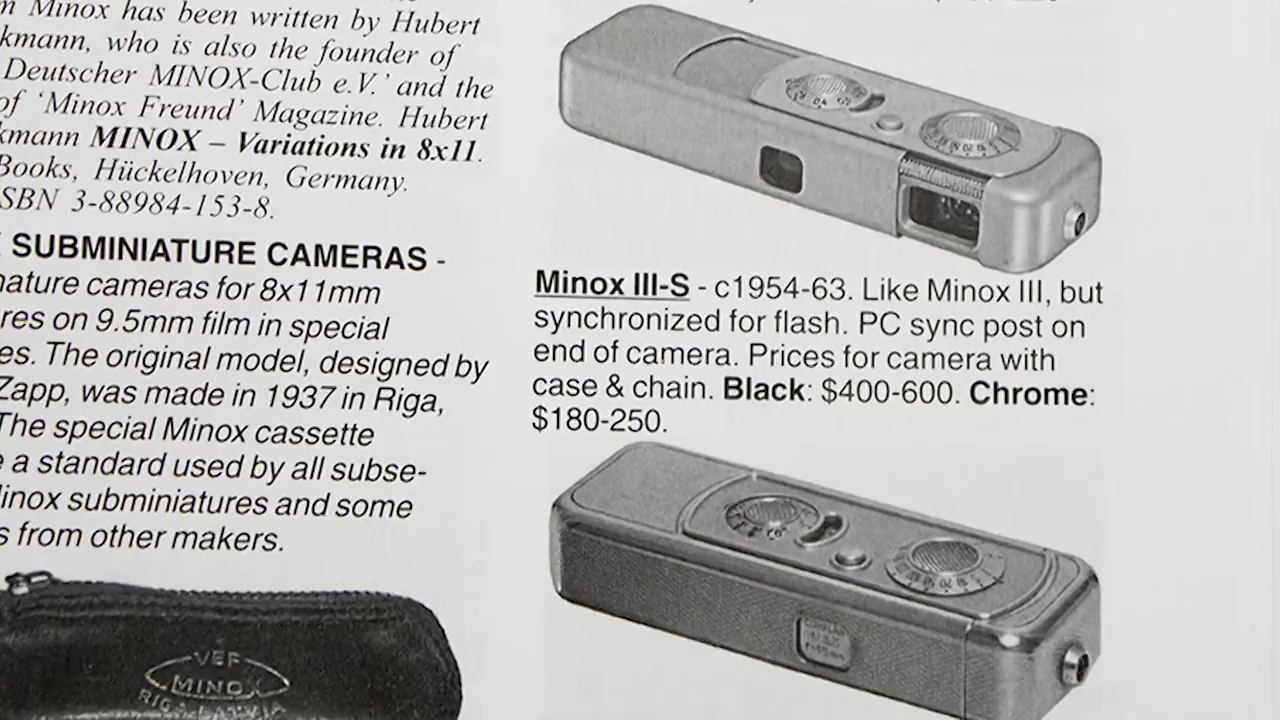 Minox has been written by Hubert
kmann, who is also the founder of
Deutscher MINOX-Club e.V.' and the
of 'Minox Freund' Magazine. Hubert
kmann MINOX – Variations in 8x11.
Books, Hückelhoven, Germany.
SBN 3-88984-153-8.
SUBMINIATURE CAMERAS -
nature cameras for 8x11mm
res on 9.5mm film in special
es. The original model, designed by
Zapp, was made in 1937 in Riga,
The special Minox cassette
e a standard used by all subse-
inox subminiatures and some
s from other makers.
VEF
MINOX
RIGA-LATVIA
Minox III-S - c1954-63. Like Minox III, but
synchronized for flash. PC sync post on
end of camera. Prices for camera with
case & chain. Black: $400-600. Chrome:
$180-250.